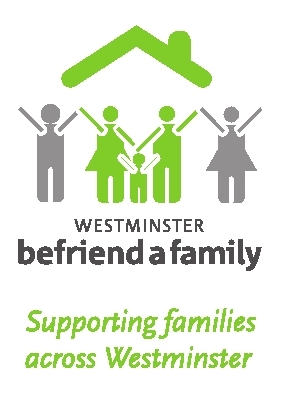 WESTMINSTER
befriend a family
Supporting families
across Westminster